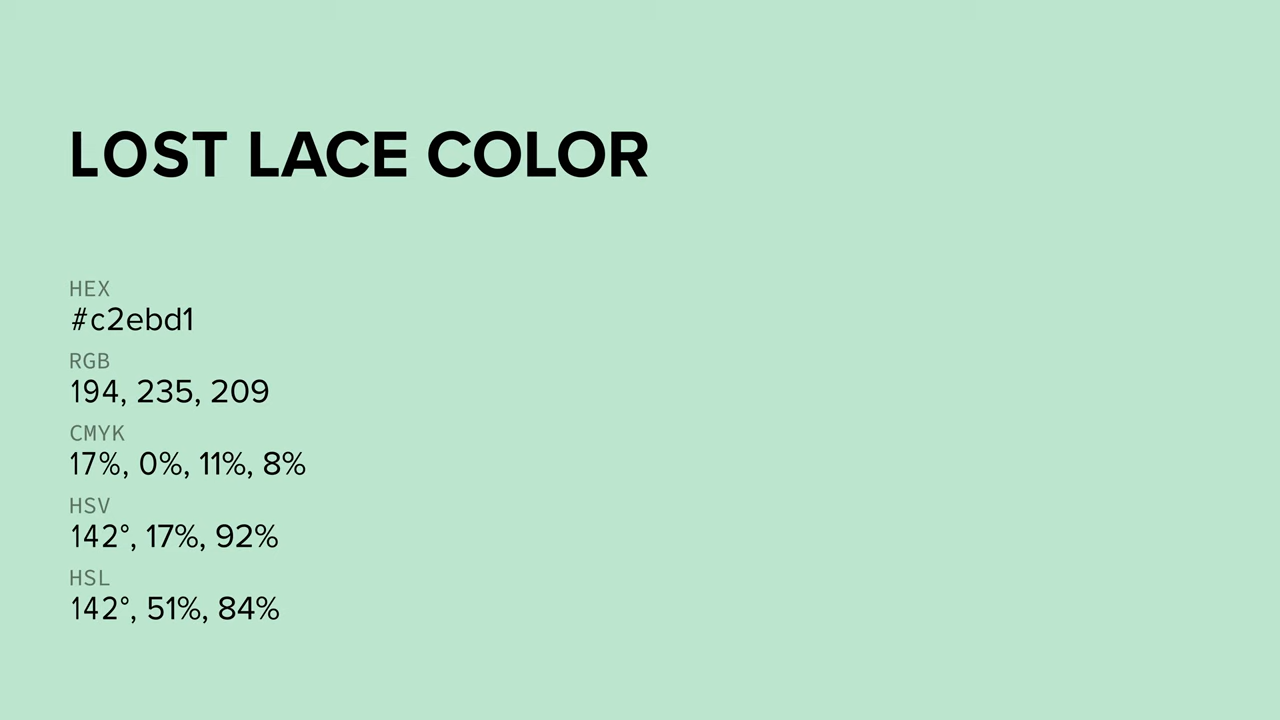 LOST LACE COLOR
HEX
#c2ebd1
RGB
194, 235, 209
CMYK
17%, 0%, 11%, 8%
HSV
142°, 17%, 92%
HSL
142°, 51%, 84%